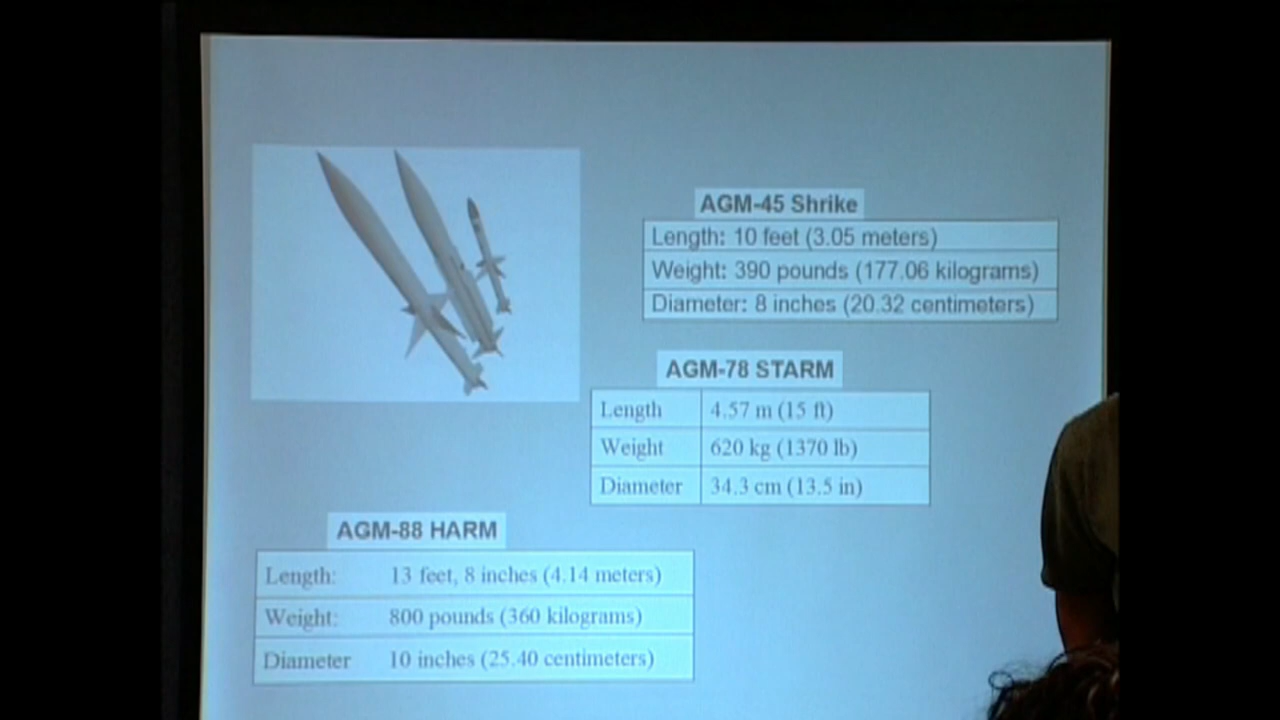 AGM-45 Shrike
Length: 10 feet (3.05 meters)
Weight: 390 pounds (177.06 kilograms)
Diameter: 8 inches (20.32 centimeters)
AGM-78 STARM
Length 4.57 m (15 ft)
Weight 620 kg (1370 lb)
Diameter 34.3 cm (13.5 in)
AGM-88 HARM
Length: 13 feet, 8 inches (4.14 meters)
Weight: 800 pounds (360 kilograms)
Diameter 10 inches (25.40 centimeters)